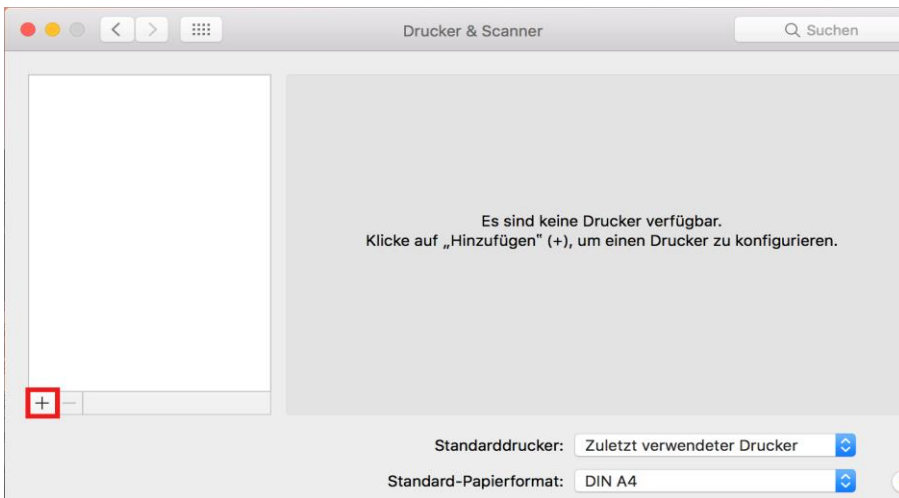 Drucker & Scanner
Suchen
Es sind keine Drucker verfügbar.
Klicke auf „Hinzufügen“ (+), um einen Drucker zu konfigurieren.
+ −
Standarddrucker: Zuletzt verwendeter Drucker
Standard-Papierformat: DIN A4